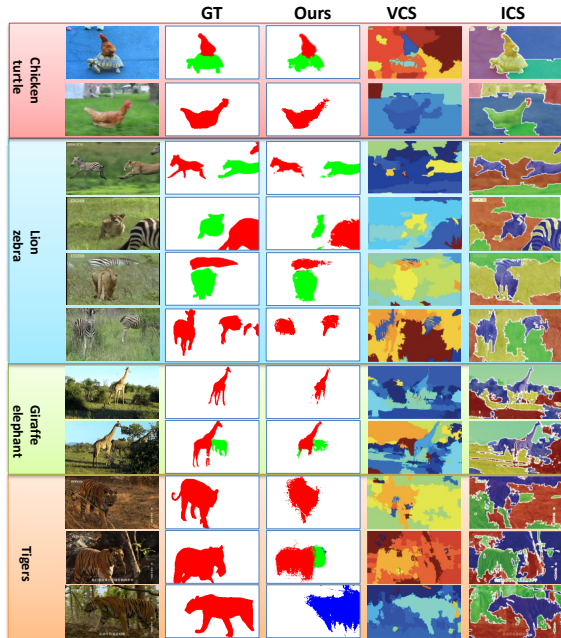 GT Ours VCS ICS
Chicken
turtle
Lion
zebra
Giraffe
elephant
Tigers